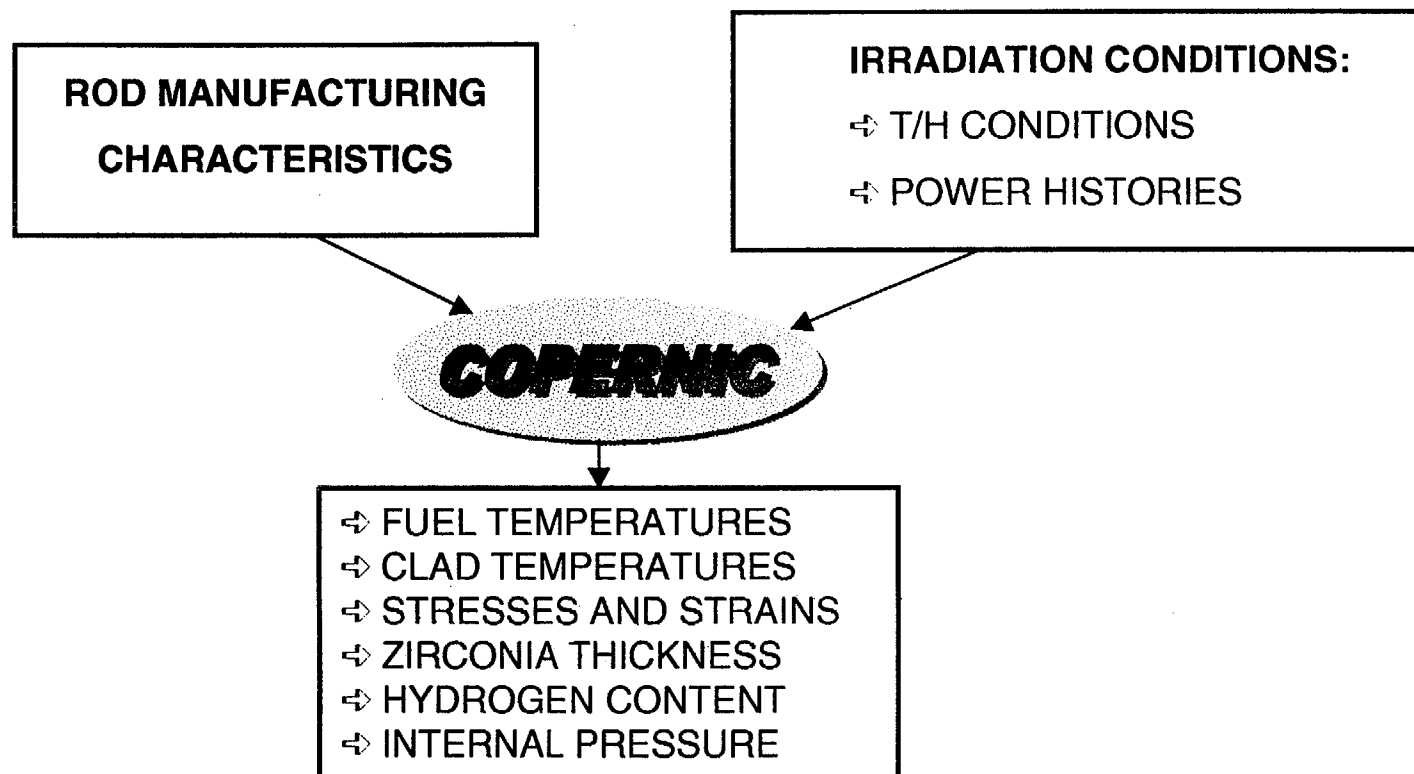 ROD MANUFACTURING
CHARACTERISTICS
IRRADIATION CONDITIONS:
➪ T/H CONDITIONS
➪ POWER HISTORIES
COPERNIC
➪ FUEL TEMPERATURES
➪ CLAD TEMPERATURES
➪ STRESSES AND STRAINS
➪ ZIRCONIA THICKNESS
➪ HYDROGEN CONTENT
➪ INTERNAL PRESSURE